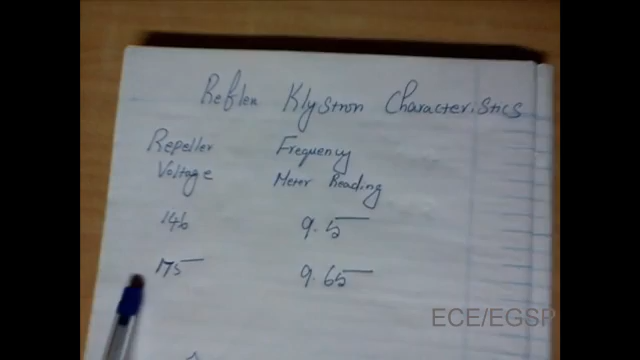 Reflex Klystron Characteristics
Repeller Frequency
Voltage Meter Reading
146 9.5
175 9.65
ECE/EGSP